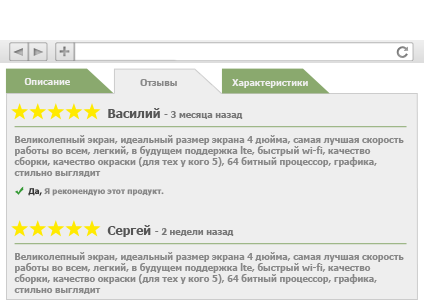 Описание Отзывы Характеристики
Василий - 3 месяца назад
Великолепный экран, идеальный размер экрана 4 дюйма, самая лучшая скорость
работы во всем, легкий, в будущем поддержка lte, быстрый wi-fi, качество
сборки, качество окраски (для тех у кого 5), 64 битный процессор, графика,
стильно выглядит
Да, Я рекомендую этот продукт.
Сергей - 2 недели назад
Великолепный экран, идеальный размер экрана 4 дюйма, самая лучшая скорость
работы во всем, легкий, в будущем поддержка lte, быстрый wi-fi, качество
сборки, качество окраски (для тех у кого 5), 64 битный процессор, графика,
стильно выглядит